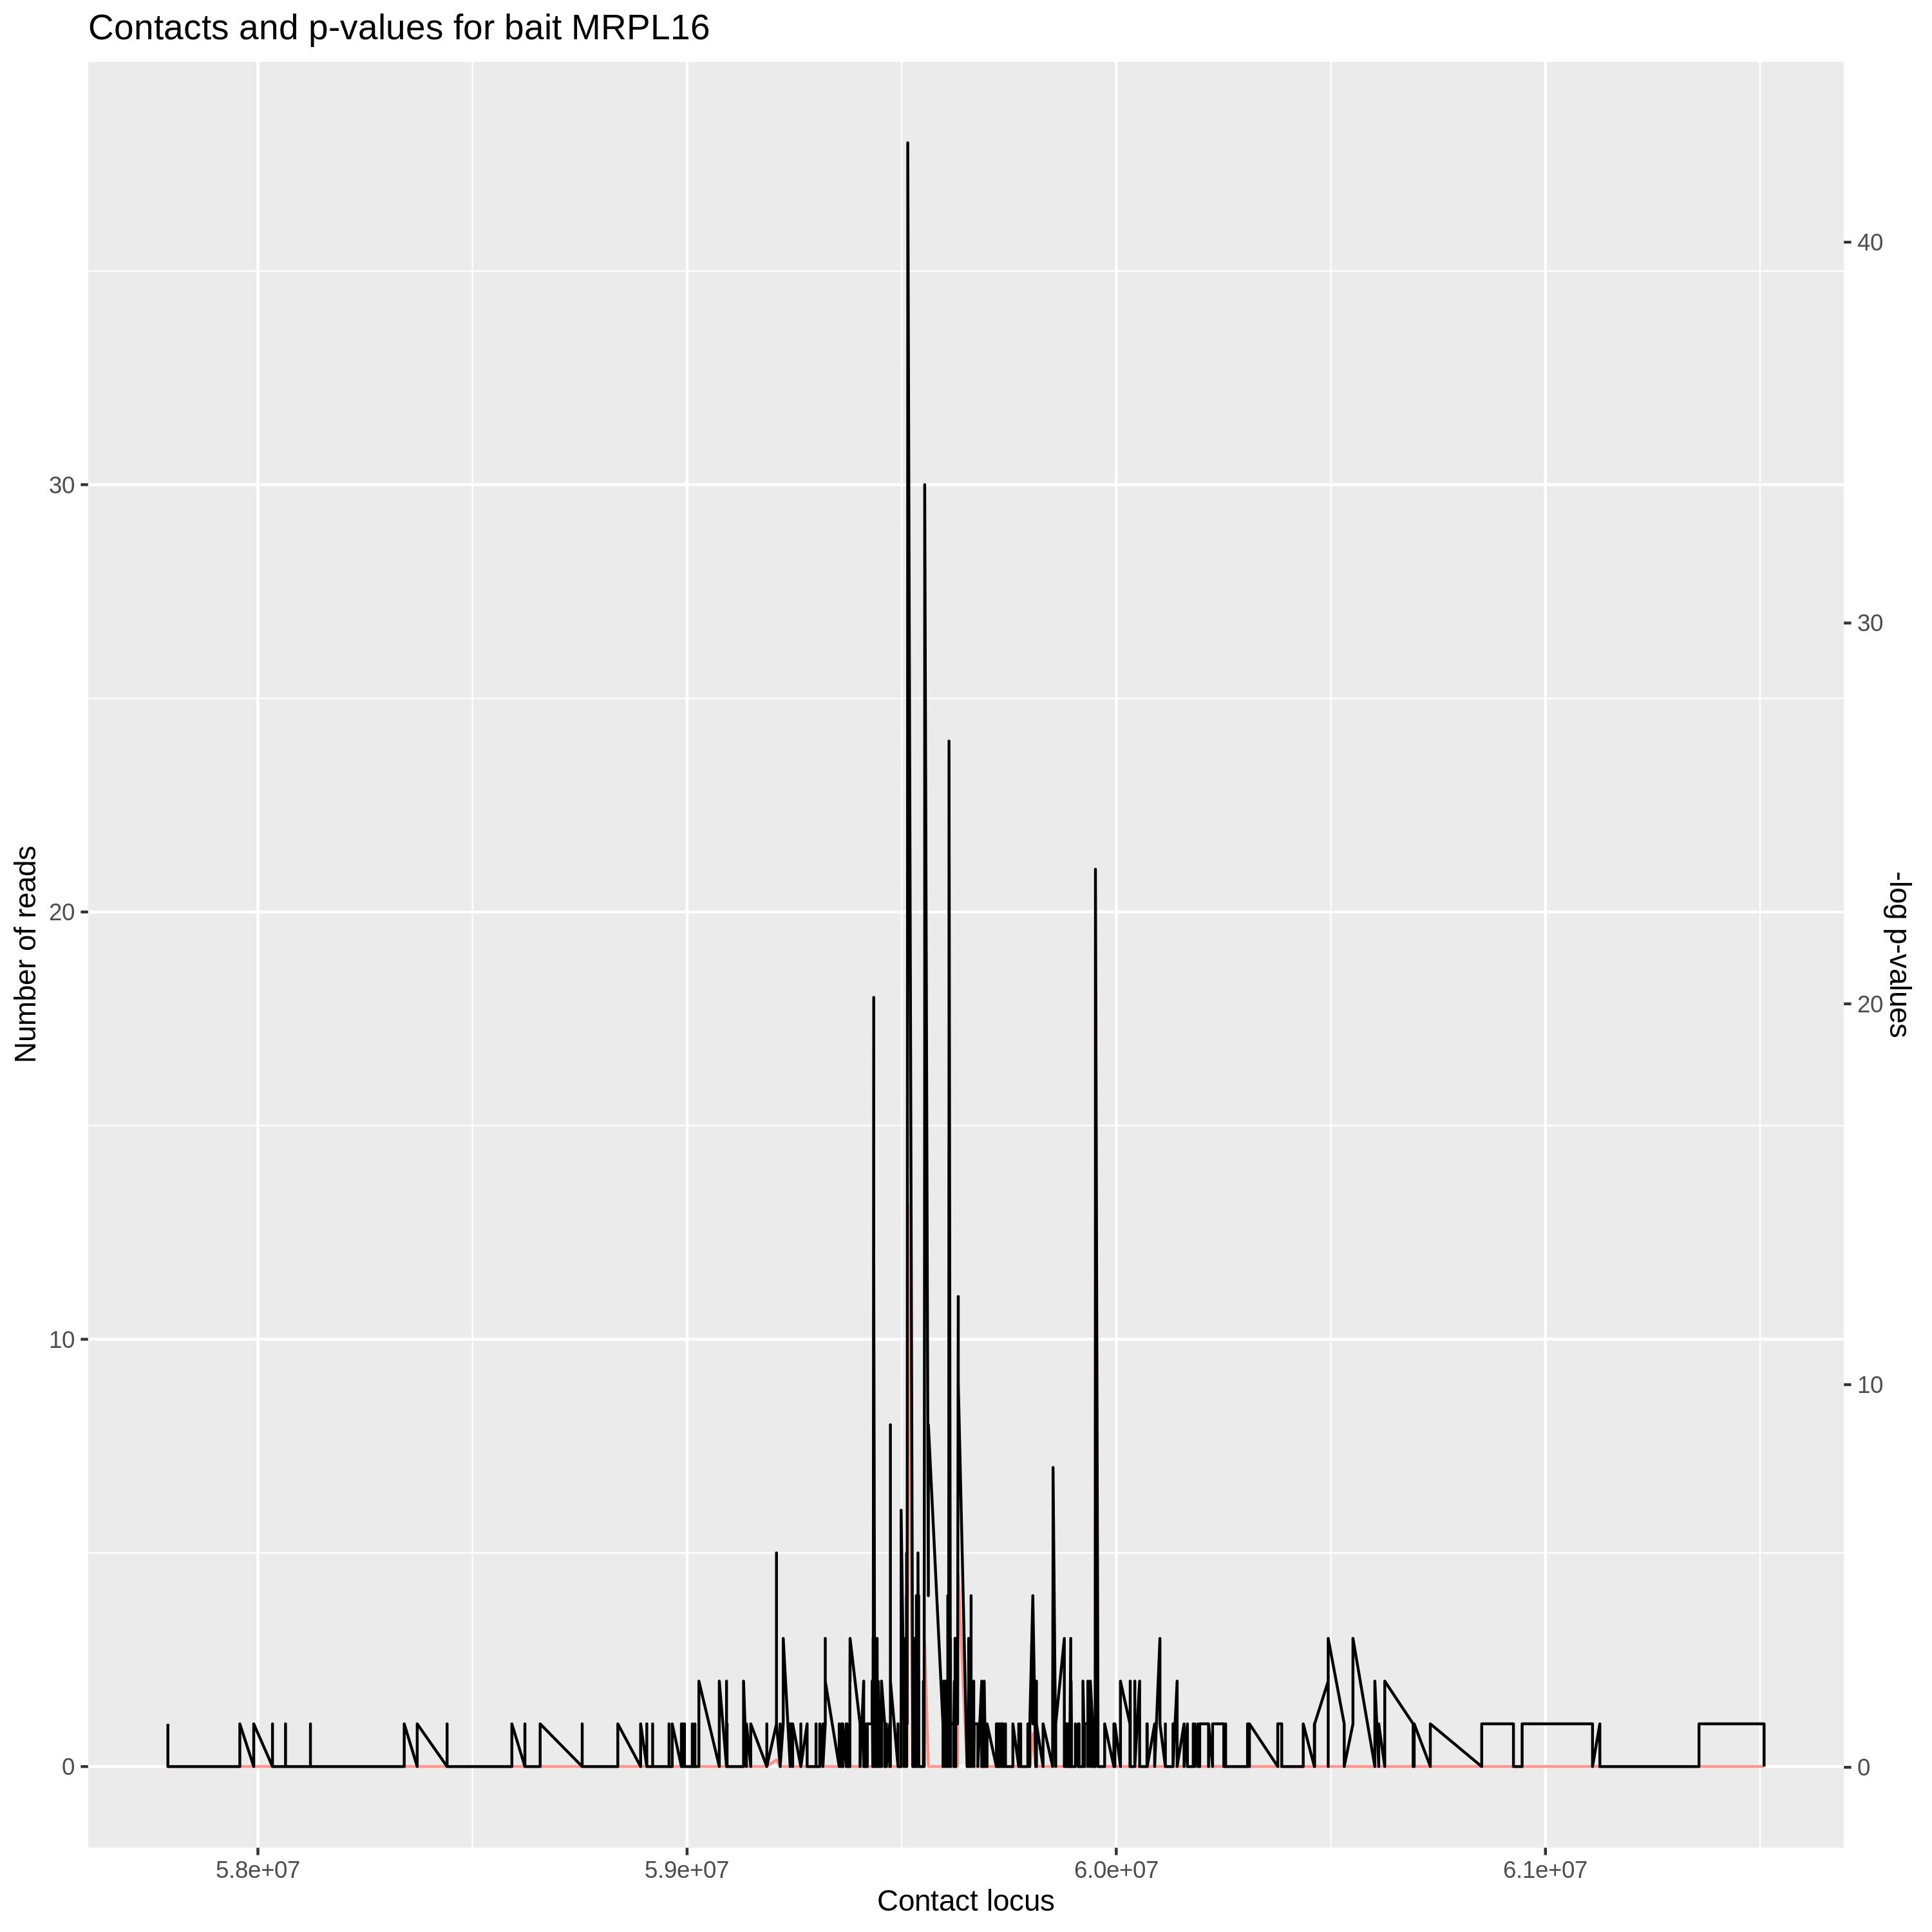 Contacts and p-values for bait MRPL16
Number of reads
30
20
10
0
40
30
20
10
0
-log p-values
5.8e+07 5.9e+07 6.0e+07 6.1e+07
Contact locus